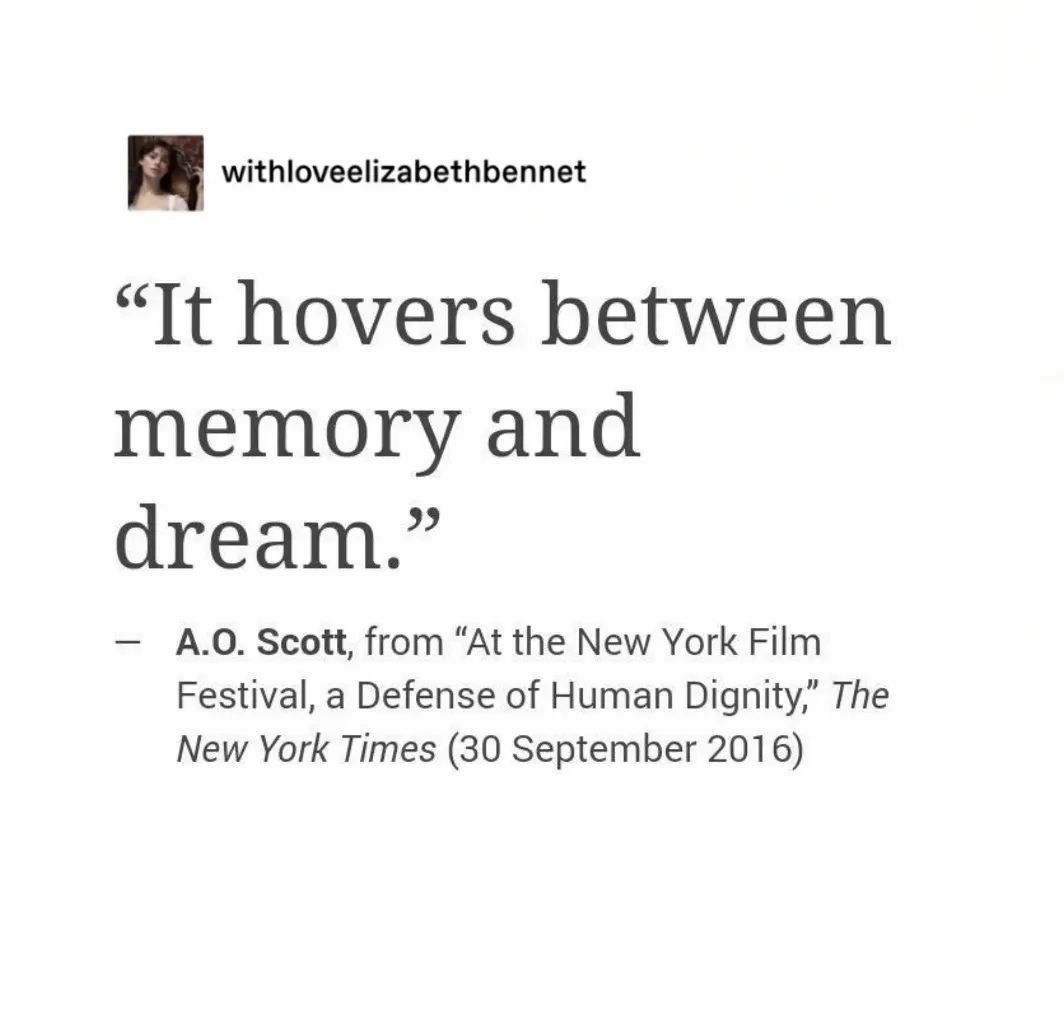 withloveelizabethbennet
“It hovers between
memory and
dream.”
— A.O. Scott, from “At the New York Film
Festival, a Defense of Human Dignity,” The
New York Times (30 September 2016)